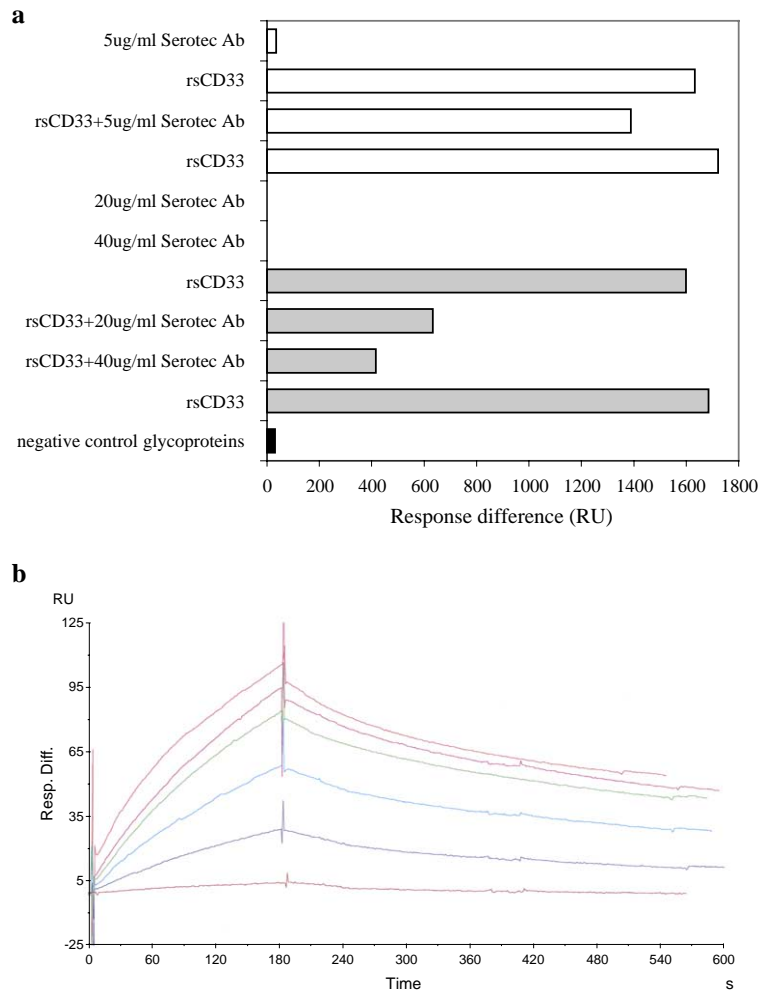 a
5ug/ml Serotec Ab
rsCD33
rsCD33+5ug/ml Serotec Ab
rsCD33
20ug/ml Serotec Ab
40ug/ml Serotec Ab
rsCD33
rsCD33+20ug/ml Serotec Ab
rsCD33+40ug/ml Serotec Ab
rsCD33
negative control glycoproteins
0 200 400 600 800 1000 1200 1400 1600 1800
Response difference (RU)
b
RU
125
95
65
35
5
-25
Resp. Diff.
0 60 120 180 240 300 360 420 480 540 600
Time s